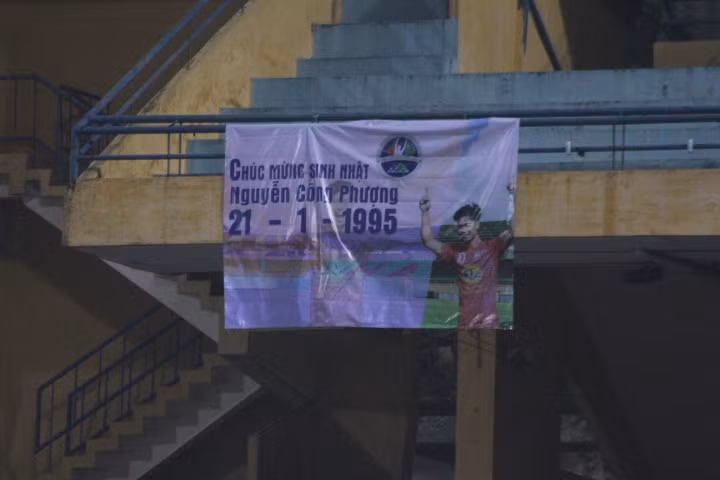 CHÚC MỪNG SINH NHẬT
Nguyễn Công Phượng
21 - 1 - 1995